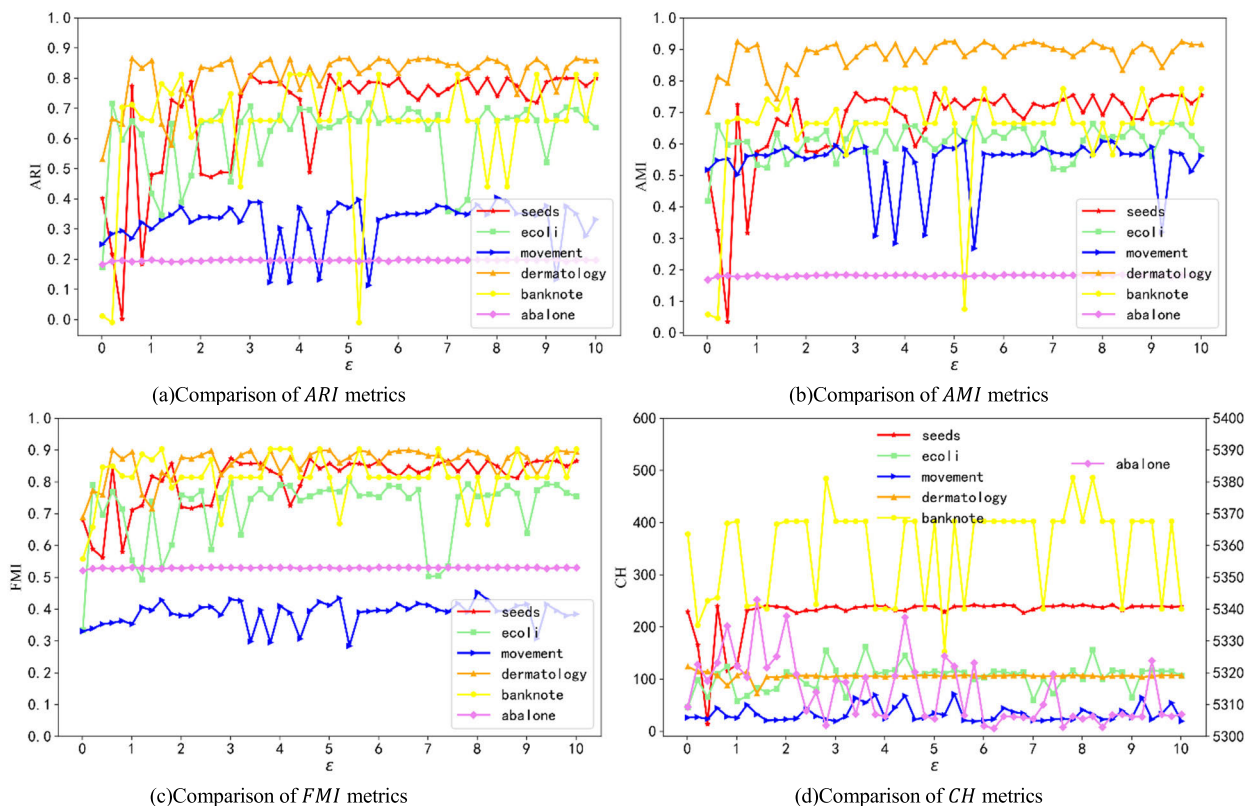 1.0
0.9
0.8
0.7
0.6
0.5
0.4
0.3
0.2
0.1
0.0
ARI
seeds
ecoli
movement
dermatology
banknote
abalone
0 1 2 3 4 5 6 7 8 9 10
ε
(a)Comparison of ARI metrics
1.0
0.9
0.8
0.7
0.6
0.5
0.4
0.3
0.2
0.1
0.0
AMI
seeds
ecoli
movement
dermatology
banknote
abalone
0 1 2 3 4 5 6 7 8 9 10
ε
(b)Comparison of AMI metrics
1.0
0.9
0.8
0.7
0.6
0.5
0.4
0.3
0.2
0.1
0.0
FMI
seeds
ecoli
movement
dermatology
banknote
abalone
0 1 2 3 4 5 6 7 8 9 10
ε
(c)Comparison of FMI metrics
600
500
400
300
200
100
0
CH
seeds
ecoli
movement
dermatology
banknote
abalone
5400
5390
5380
5370
5360
5350
5340
5330
5320
5310
5300
0 1 2 3 4 5 6 7 8 9 10
ε
(d)Comparison of CH metrics